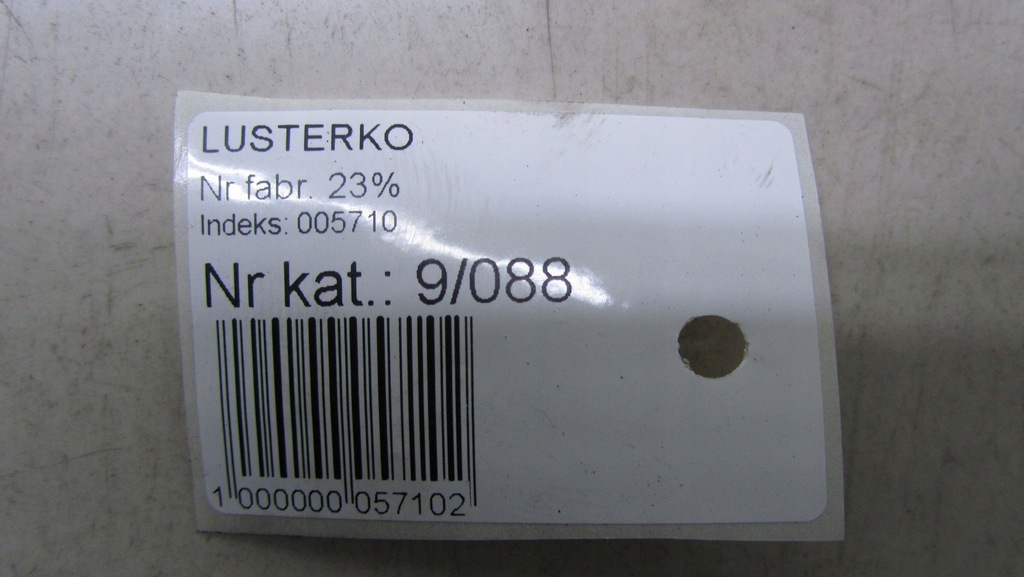 LUSTERKO
Nr fabr. 23%
Indeks: 005710
Nr kat.: 9/088
1 000000 057102